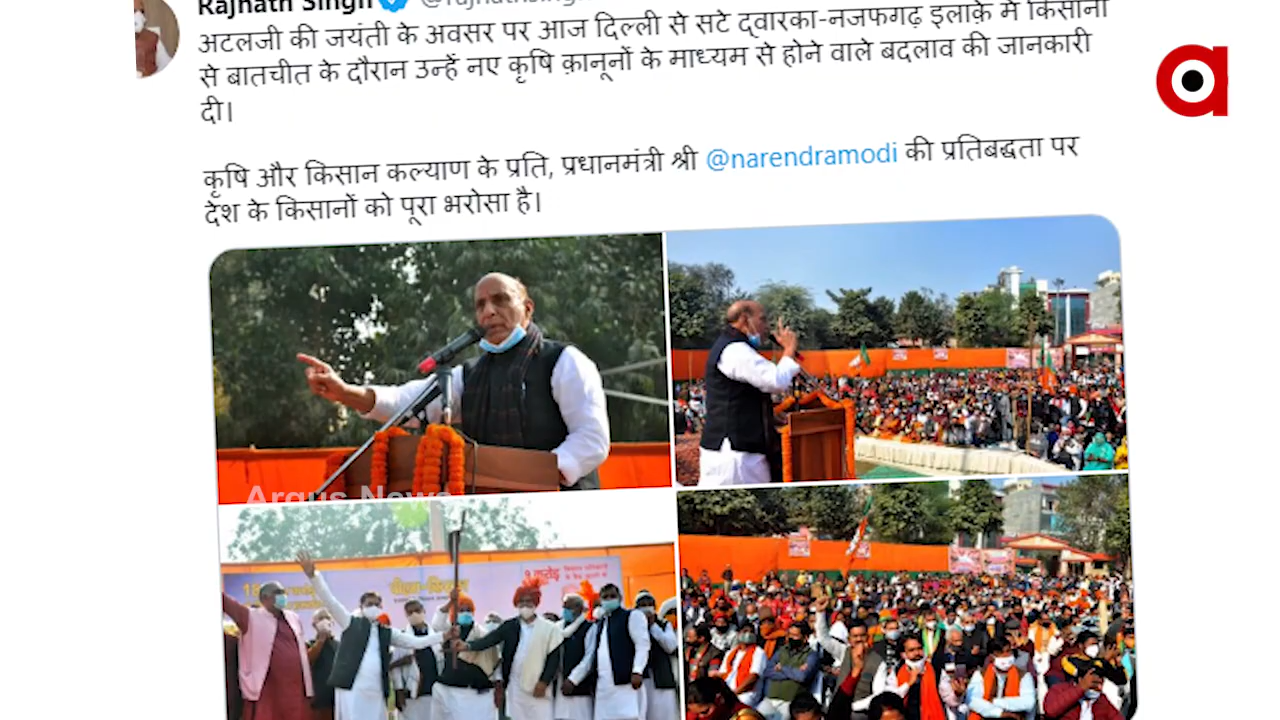 Rajnath Singh
अटलजी की जयंती के अवसर पर आज दिल्ली से सटे द्वारका-नजफगढ़ इलाक़े में किसानों
से बातचीत के दौरान उन्हें नए कृषि क़ानूनों के माध्यम से होने वाले बदलाव की जानकारी
दी।
कृषि और किसान कल्याण के प्रति, प्रधानमंत्री श्री @narendramodi की प्रतिबद्धता पर
देश के किसानों को पूरा भरोसा है।
Argus News